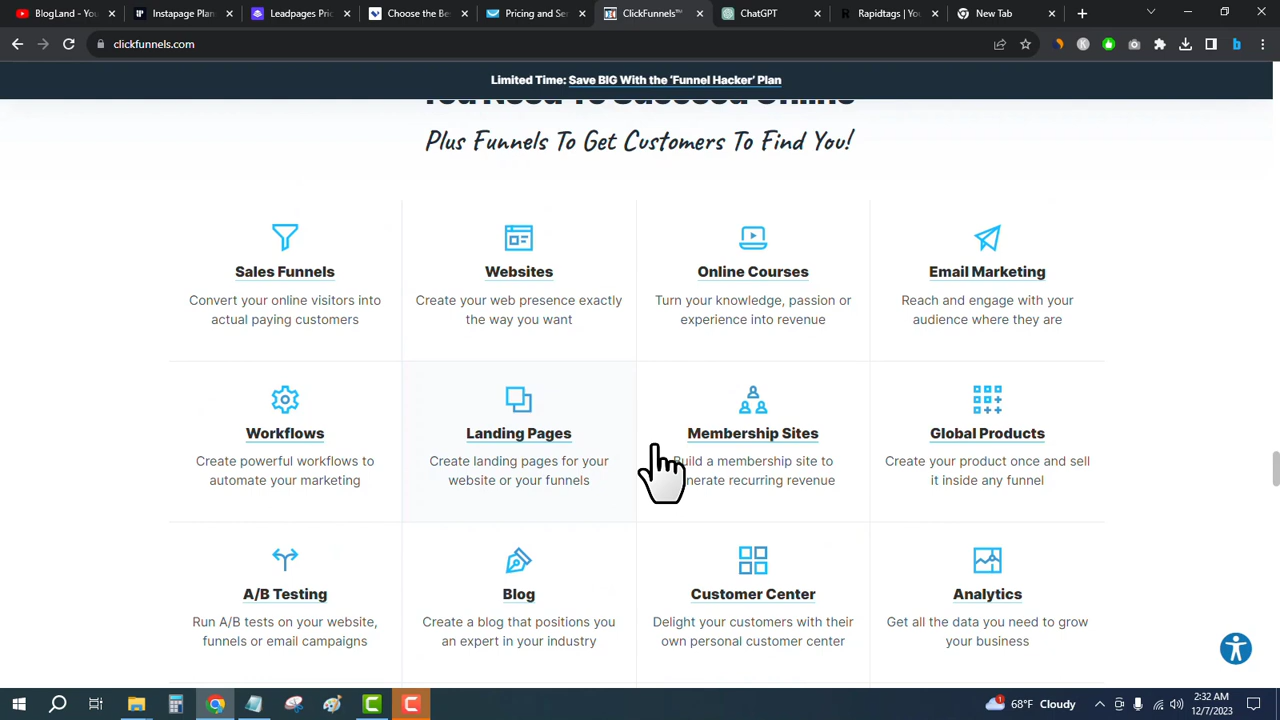 BlogLand - You
Instapage Plan
Leadpages Pric
Choose the Be
Pricing and Ser
ClickFunnels™
ChatGPT
Rapidtags | You
New Tab
clickfunnels.com
Limited Time: Save BIG With the 'Funnel Hacker' Plan
You Need To Succeed Online
Plus Funnels To Get Customers To Find You!
Sales Funnels
Convert your online visitors into
actual paying customers
Websites
Create your web presence exactly
the way you want
Online Courses
Turn your knowledge, passion or
experience into revenue
Email Marketing
Reach and engage with your
audience where they are
Workflows
Create powerful workflows to
automate your marketing
Landing Pages
Create landing pages for your
website or your funnels
Membership Sites
Build a membership site to
nerate recurring revenue
Global Products
Create your product once and sell
it inside any funnel
A/B Testing
Run A/B tests on your website,
funnels or email campaigns
Blog
Create a blog that positions you
an expert in your industry
Customer Center
Delight your customers with their
own personal customer center
Analytics
Get all the data you need to grow
your business
68°F Cloudy
2:32 AM
12/7/2023